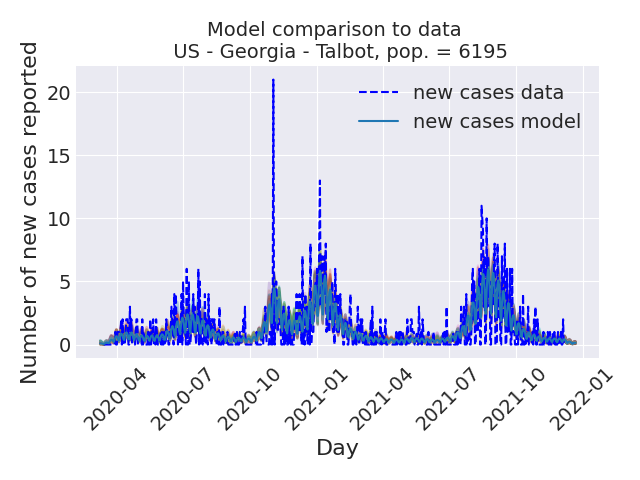 Model comparison to data
US - Georgia - Talbot, pop. = 6195
Number of new cases reported
20
15
10
5
0
new cases data
new cases model
2020-04
2020-07
2020-10
2021-01
2021-04
2021-07
2021-10
2022-01
Day